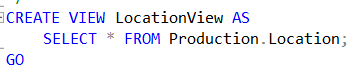 CREATE VIEW LocationView AS
SELECT * FROM Production.Location;
GO